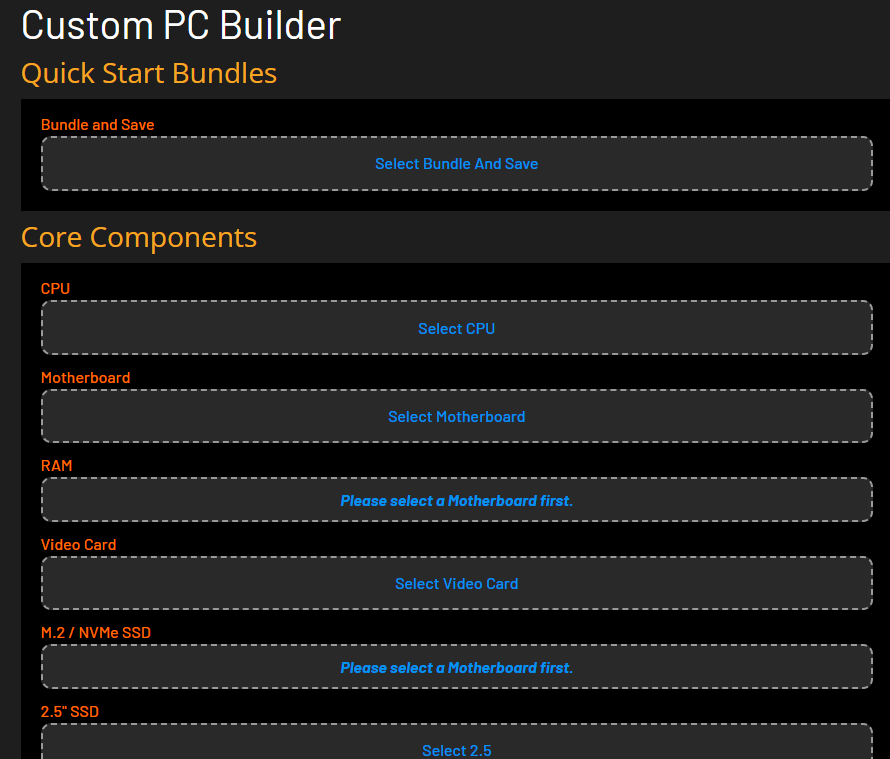 Custom PC Builder
Quick Start Bundles
Bundle and Save
Select Bundle And Save
Core Components
CPU
Select CPU
Motherboard
Select Motherboard
RAM
Please select a Motherboard first.
Video Card
Select Video Card
M.2 / NVMe SSD
Please select a Motherboard first.
2.5" SSD
Select 2.5